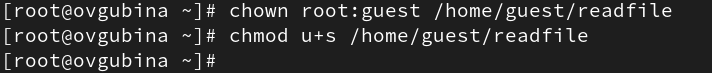 [root@ovgubina ~]# chown root:guest /home/guest/readfile
[root@ovgubina ~]# chmod u+s /home/guest/readfile
[root@ovgubina ~]#